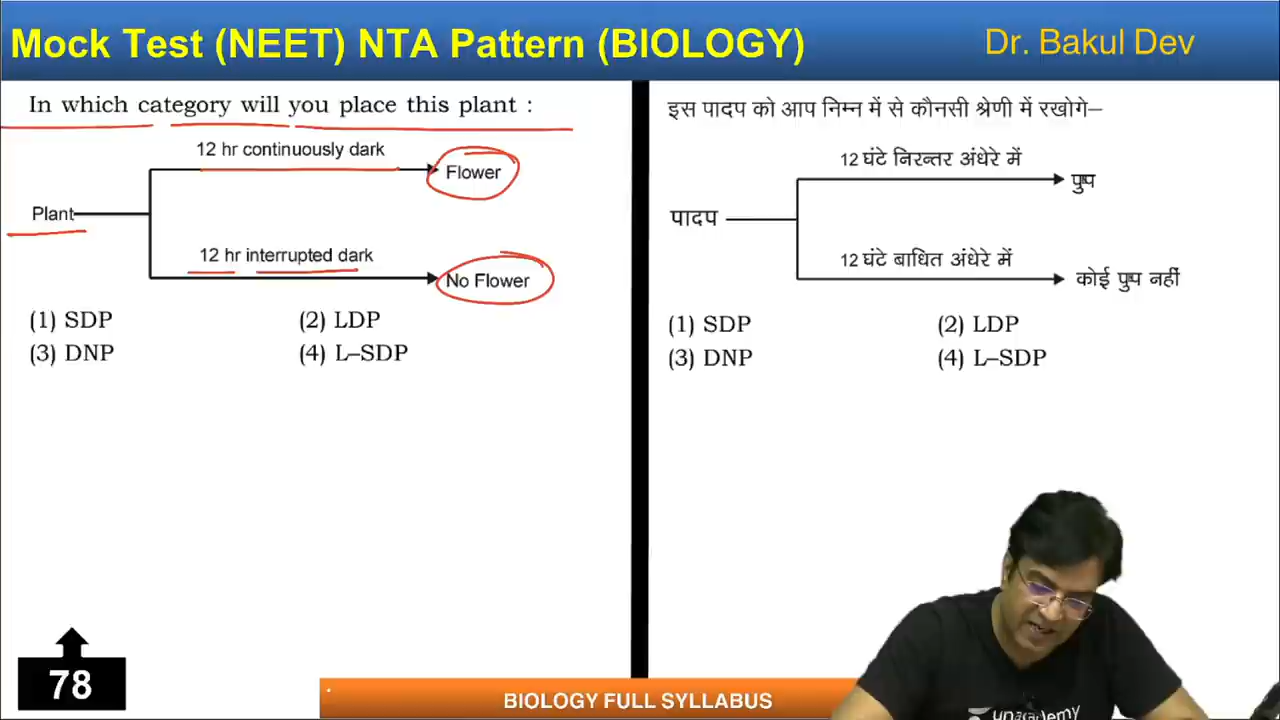 Mock Test (NEET) NTA Pattern (BIOLOGY)
Dr. Bakul Dev
In which category will you place this plant :
12 hr continuously dark
Flower
Plant
12 hr interrupted dark
No Flower
(1) SDP (2) LDP
(3) DNP (4) L–SDP
इस पादप को आप निम्न में से कौनसी श्रेणी में रखोगे–
12 घंटे निरन्तर अंधेरे में
पुष्प
पादप
12 घंटे बाधित अंधेरे में
कोई पुष्प नहीं
(1) SDP (2) LDP
(3) DNP (4) L–SDP
78
BIOLOGY FULL SYLLABUS
unacademy